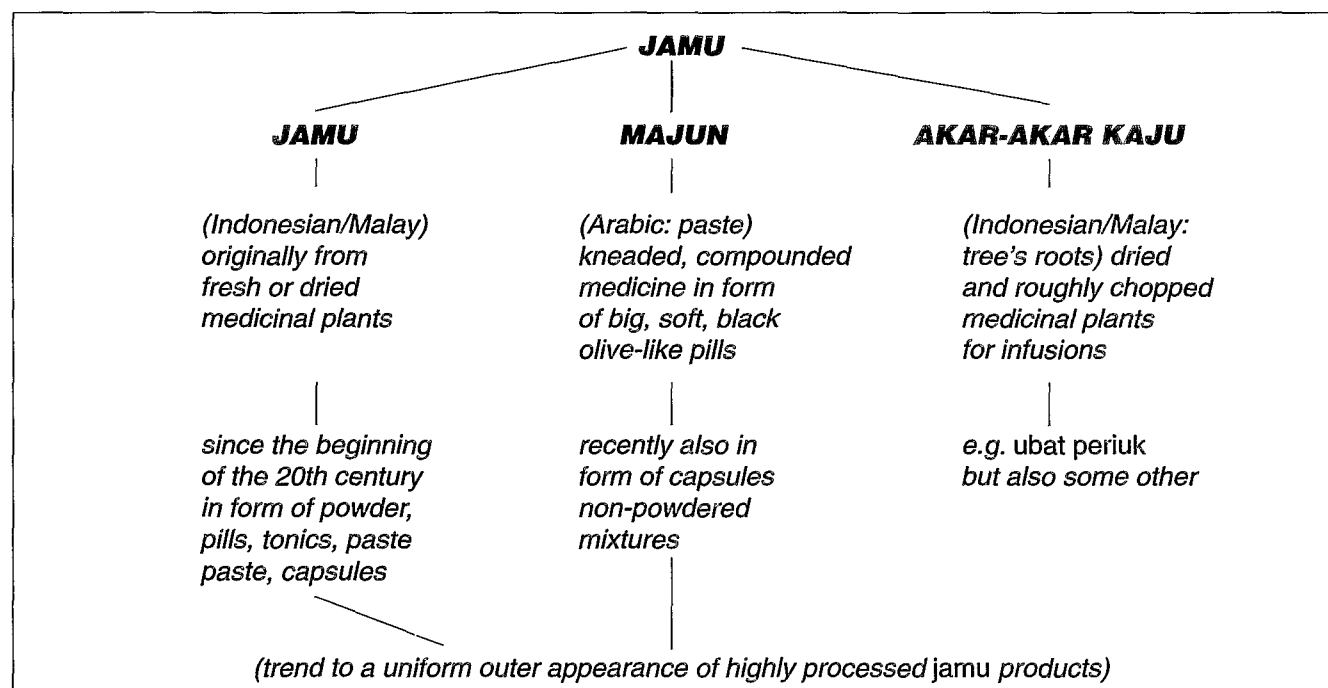 JAMU
JAMU
(Indonesian/Malay)
originally from
fresh or dried
medicinal plants
since the beginning
of the 20th century
in form of powder,
pills, tonics, paste
paste, capsules
MAJUN
(Arabic: paste)
kneaded, compounded
medicine in form
of big, soft, black
olive-like pills
recently also in
form of capsules
non-powdered
mixtures
AKAR-AKAR KAJU
(Indonesian/Malay:
tree's roots) dried
and roughly chopped
medicinal plants
for infusions
e.g. ubat periuk
but also some other
(trend to a uniform outer appearance of highly processed jamu products)